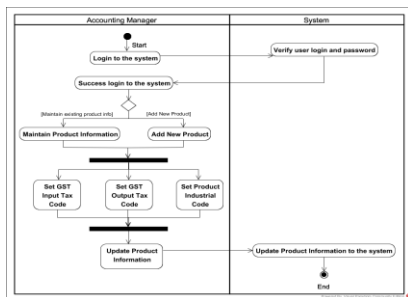 Accounting Manager
System
Start
Login to the system
Verify user login and password
Success login to the system
[Maintain existing product info]
[Add New Product]
Maintain Product Information
Add New Product
Set GST
Input Tax
Code
Set GST
Output Tax
Code
Set Product
Industrial
Code
Update Product
Information
Update Product Information to the system
End